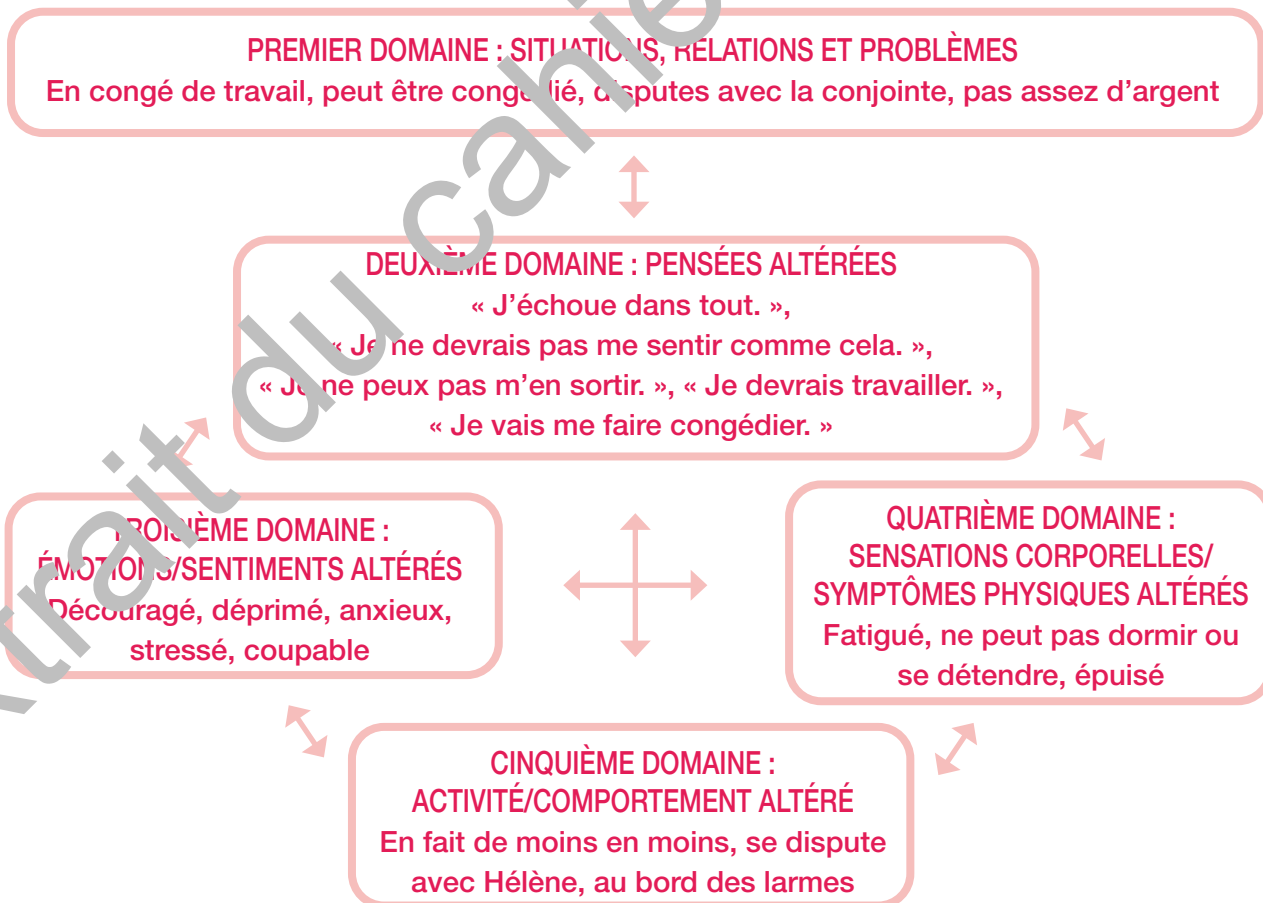 PREMIER DOMAINE : SITUATIONS, RELATIONS ET PROBLÈMES
En congé de travail, peut être congédié, disputes avec la conjointe, pas assez d'argent
DEUXIÈME DOMAINE : PENSÉES ALTÉRÉES
« J'échoue dans tout. »,
« Je ne devrais pas me sentir comme cela. »,
« Je ne peux pas m'en sortir. », « Je devrais travailler. »,
« Je vais me faire congédier. »
TROISIÈME DOMAINE :
ÉMOTIONS/SENTIMENTS ALTÉRÉS
Découragé, déprimé, anxieux,
stressé, coupable
QUATRIÈME DOMAINE :
SENSATIONS CORPORELLES/
SYMPTÔMES PHYSIQUES ALTÉRÉS
Fatigué, ne peut pas dormir ou
se détendre, épuisé
CINQUIÈME DOMAINE :
ACTIVITÉ/COMPORTEMENT ALTÉRÉ
En fait de moins en moins, se dispute
avec Hélène, au bord des larmes
xtrait du cahie